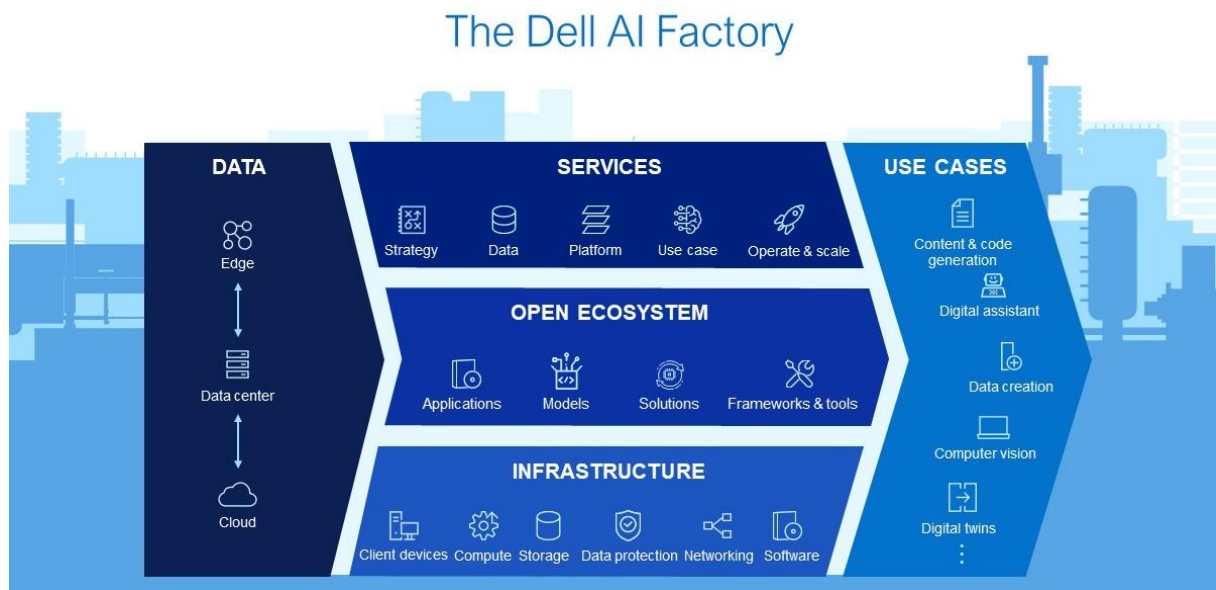 The Dell AI Factory
DATA
Edge
Data center
Cloud
SERVICES
Strategy
Data
Platform
Use case
Operate & scale
OPEN ECOSYSTEM
Applications
Models
Solutions
Frameworks & tools
INFRASTRUCTURE
Client devices
Compute
Storage
Data protection
Networking
Software
USE CASES
Content & code
generation
Digital assistant
Data creation
Computer vision
Digital twins